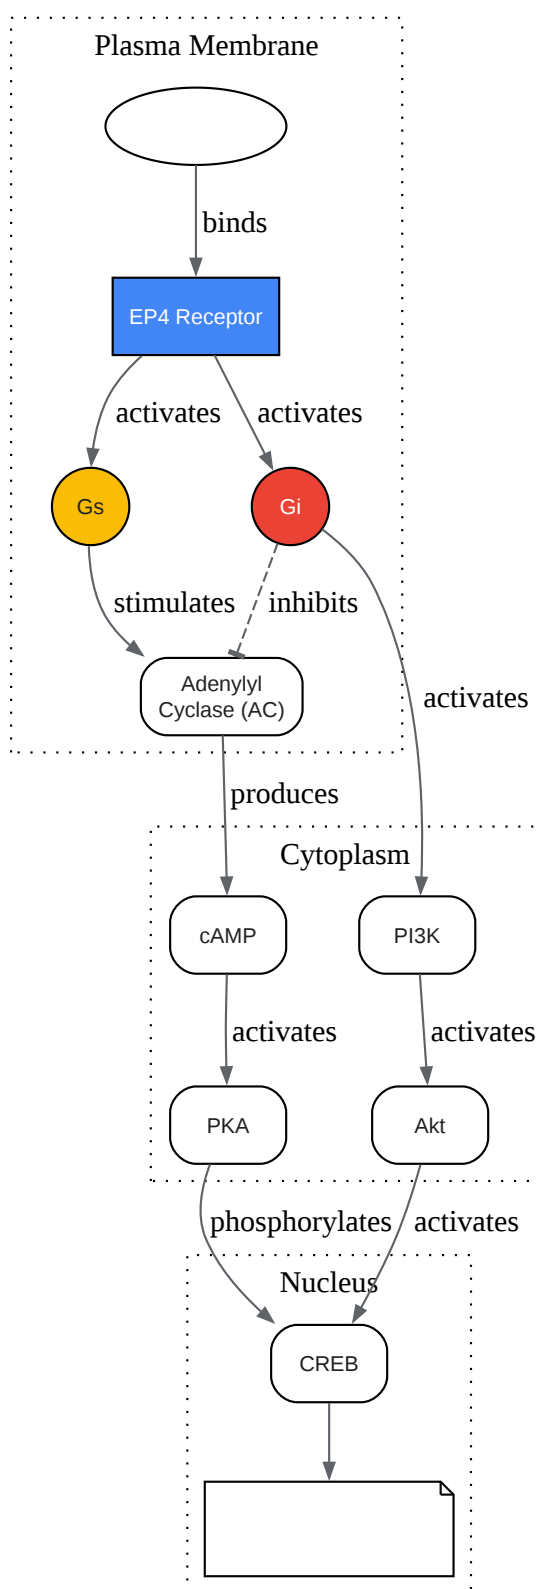 Plasma Membrane
binds
EP4 Receptor
activates
activates
Gs
Gi
stimulates
inhibits
Adenylyl
Cyclase (AC)
activates
produces
Cytoplasm
cAMP
PI3K
activates
activates
PKA
Akt
phosphorylates
activates
Nucleus
CREB